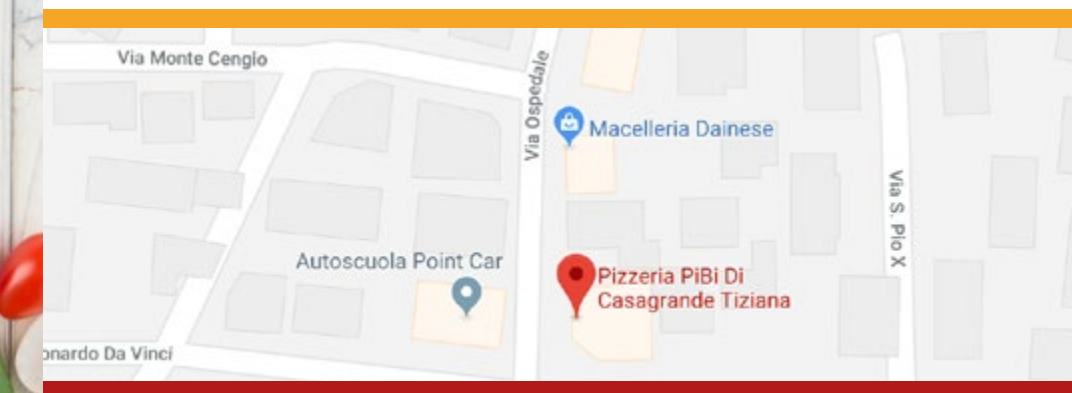 Via Monte Cengio
Via Ospedale
Macelleria Dainese
Via S. Pio X
Autoscuola Point Car
Pizzeria PiBi Di
Casagrande Tiziana
onardo Da Vinci